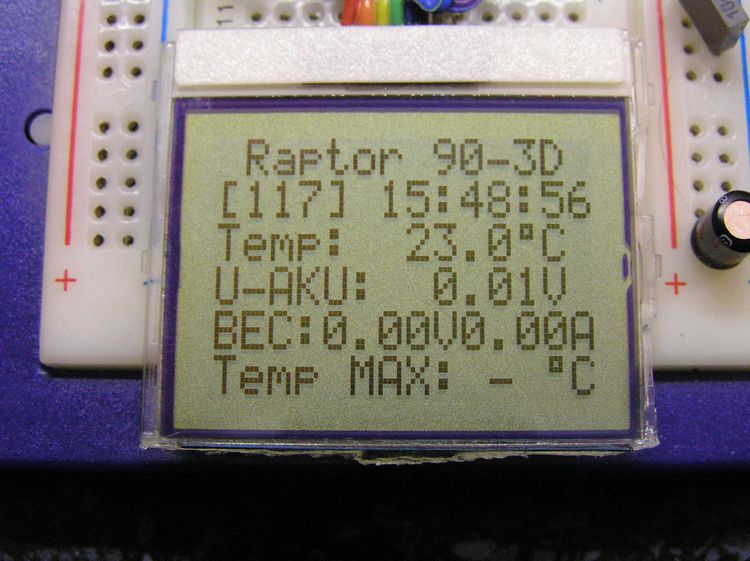 11
Raptor 90-3D
[117] 15:48:56
Temp: 23.0°C
U-AKU: 0.01V
BEC:0.00V0.00A
Temp MAX: - °C
+ +